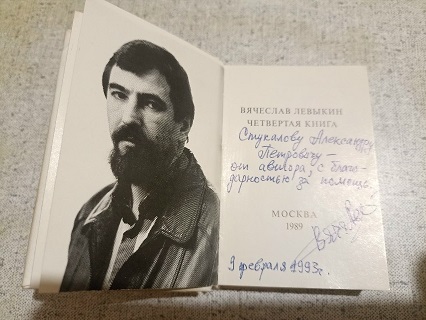 ВЯЧЕСЛАВ ЛЕВЫКИН
ЧЕТВЕРТАЯ КНИГА
Стукалову Александру
Петровичу –
от автора, с благо-
дарностью за помощь
МОСКВА
1989
9 февраля 1993г.